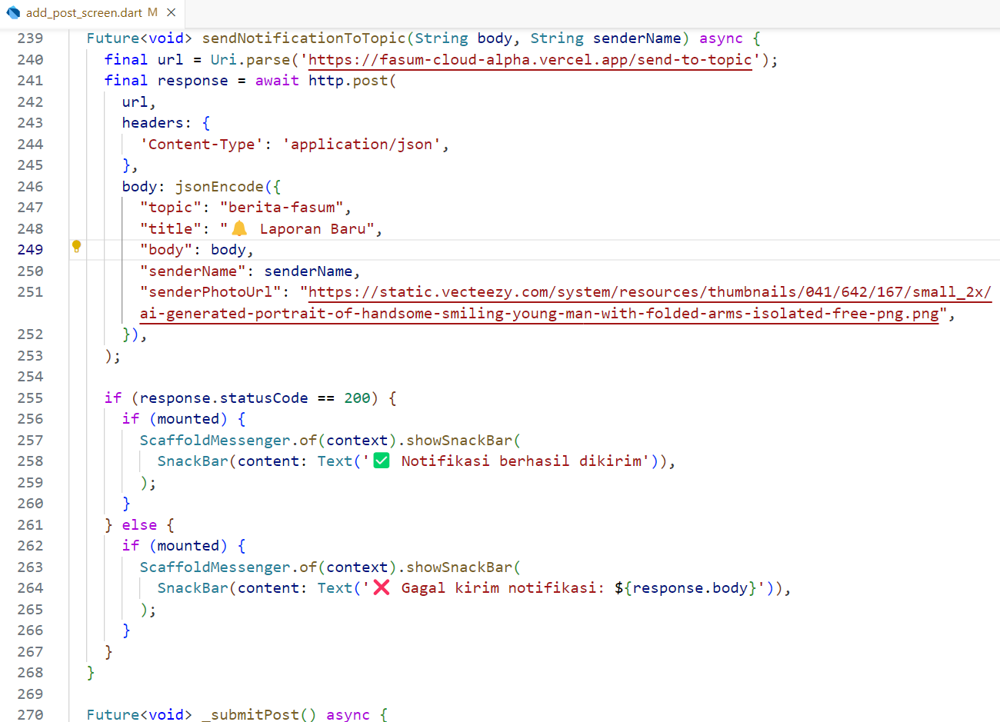 add_post_screen.dart M ×
239 Future<void> sendNotificationToTopic(String body, String senderName) async {
240 final url = Uri.parse('https://fasum-cloud-alpha.vercel.app/send-to-topic');
241 final response = await http.post(
242 url,
243 headers: {
244 'Content-Type': 'application/json',
245 },
246 body: jsonEncode({
247 "topic": "berita-fasum",
248 "title": "🔔 Laporan Baru",
249 "body": body,
250 "senderName": senderName,
251 "senderPhotoUrl": "https://static.vecteezy.com/system/resources/thumbnails/041/642/167/small_2x/
ai-generated-portrait-of-handsome-smiling-young-man-with-folded-arms-isolated-free-png.png",
252 }),
253 );
254
255 if (response.statusCode == 200) {
256 if (mounted) {
257 ScaffoldMessenger.of(context).showSnackBar(
258 SnackBar(content: Text('✅ Notifikasi berhasil dikirim')),
259 );
260 }
261 } else {
262 if (mounted) {
263 ScaffoldMessenger.of(context).showSnackBar(
264 SnackBar(content: Text('❌ Gagal kirim notifikasi: ${response.body}')),
265 );
266 }
267 }
268 }
269
270 Future<void> _submitPost() async {